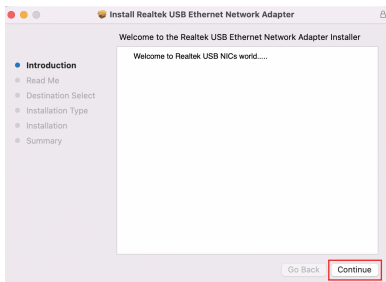 Install Realtek USB Ethernet Network Adapter
Welcome to the Realtek USB Ethernet Network Adapter Installer
Introduction
Read Me
Destination Select
Installation Type
Installation
Summary
Welcome to Realtek USB NICs world.....
Go Back
Continue